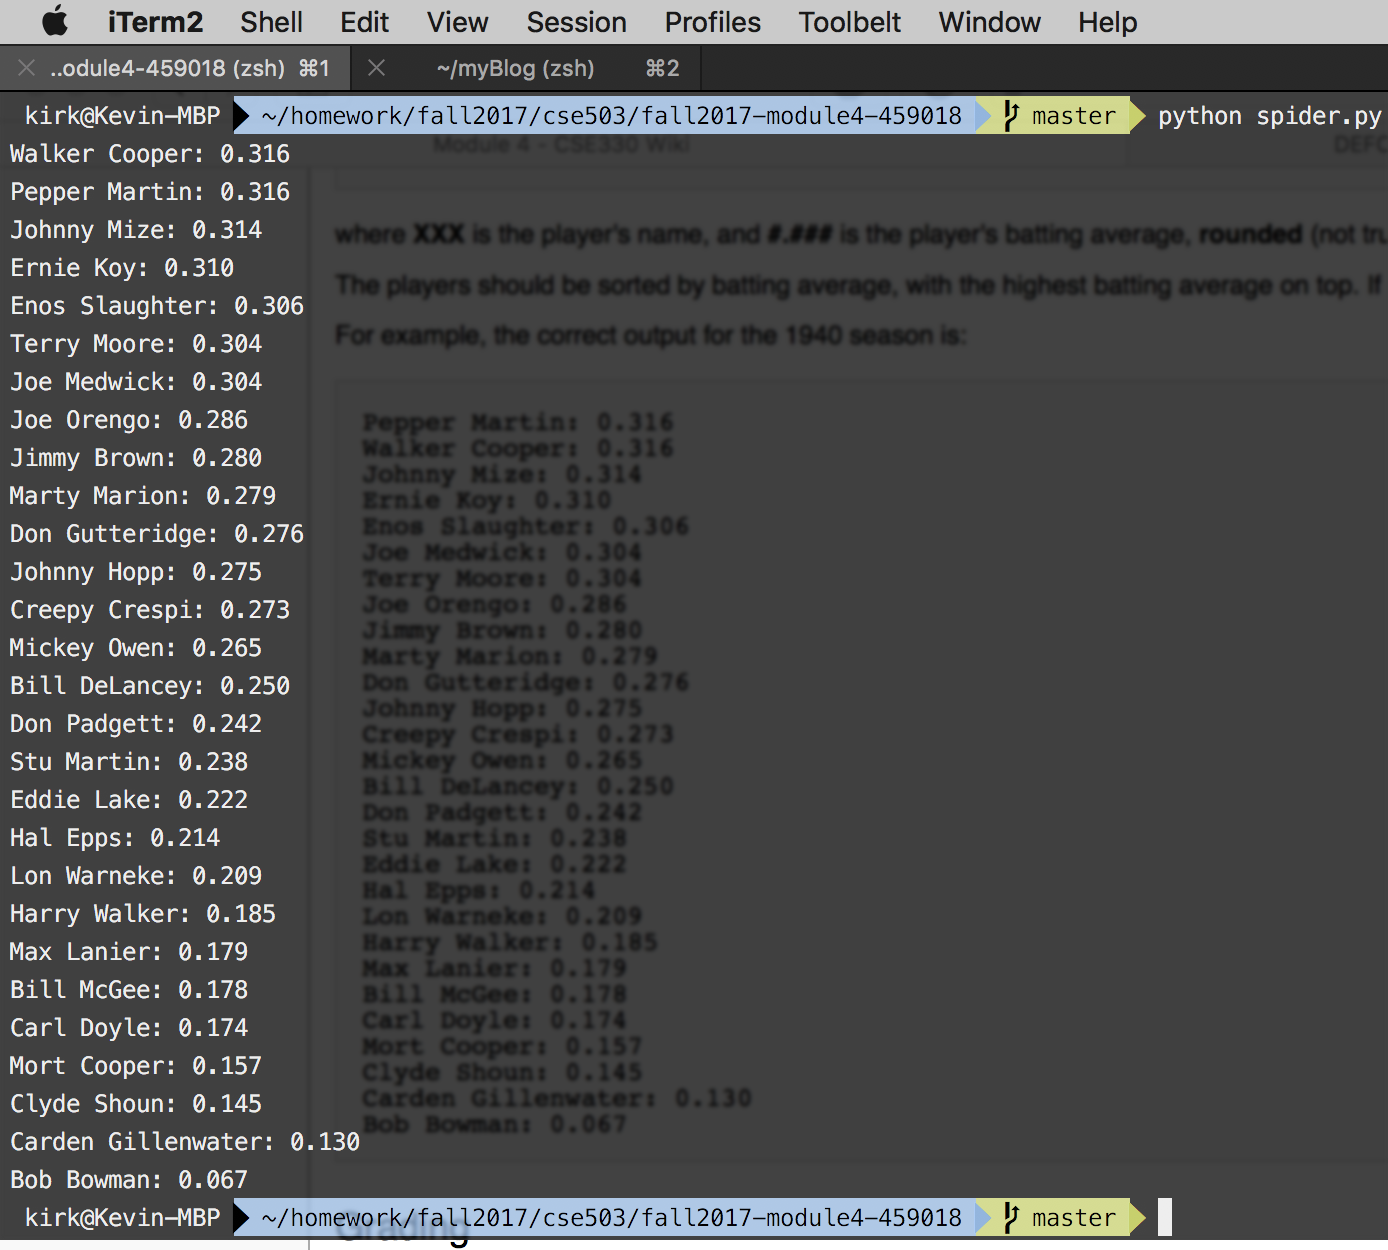 iTerm2 Shell Edit View Session Profiles Toolbelt Window Help
..odule4-459018 (zsh) ⌘1 ~/myBlog (zsh) ⌘2
kirk@Kevin-MBP ~/homework/fall2017/cse503/fall2017-module4-459018 master python spider.py
Module 4 - CSE330 Wiki
Walker Cooper: 0.316
Pepper Martin: 0.316
Johnny Mize: 0.314
Ernie Koy: 0.310
Enos Slaughter: 0.306
Terry Moore: 0.304
Joe Medwick: 0.304
Joe Orengo: 0.286
Jimmy Brown: 0.280
Marty Marion: 0.279
Don Gutteridge: 0.276
Johnny Hopp: 0.275
Creepy Crespi: 0.273
Mickey Owen: 0.265
Bill DeLancey: 0.250
Don Padgett: 0.242
Stu Martin: 0.238
Eddie Lake: 0.222
Hal Epps: 0.214
Lon Warneke: 0.209
Harry Walker: 0.185
Max Lanier: 0.179
Bill McGee: 0.178
Carl Doyle: 0.174
Mort Cooper: 0.157
Clyde Shoun: 0.145
Carden Gillenwater: 0.130
Bob Bowman: 0.067
where XXX is the player's name, and #.### is the player's batting average, rounded (not
The players should be sorted by batting average, with the highest batting average on top. If
For example, the correct output for the 1940 season is:
Pepper Martin: 0.316
Walker Cooper: 0.316
Johnny Mize: 0.314
Ernie Koy: 0.310
Enos Slaughter: 0.306
Joe Medwick: 0.304
Terry Moore: 0.304
Joe Orengo: 0.286
Jimmy Brown: 0.280
Marty Marion: 0.279
Don Gutteridge: 0.276
Johnny Hopp: 0.275
Creepy Crespi: 0.273
Mickey Owen: 0.265
Bill DeLancey: 0.250
Don Padgett: 0.242
Stu Martin: 0.238
Eddie Lake: 0.222
Hal Epps: 0.214
Lon Warneke: 0.209
Harry Walker: 0.185
Max Lanier: 0.179
Bill McGee: 0.178
Carl Doyle: 0.174
Mort Cooper: 0.157
Clyde Shoun: 0.145
Carden Gillenwater: 0.130
Bob Bowman: 0.067
kirk@Kevin-MBP ~/homework/fall2017/cse503/fall2017-module4-459018 master
Grading